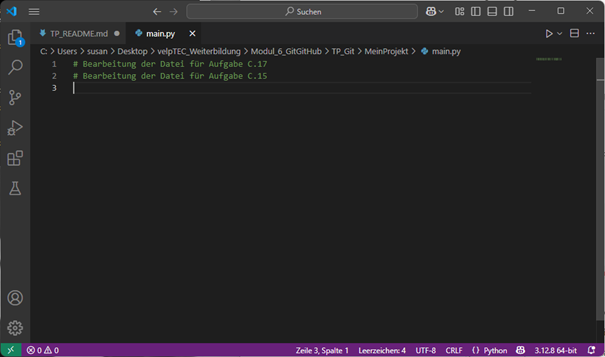 Suchen
TP_README.md
main.py
C: > Users > susan > Desktop > velpTEC_Weiterbildung > Modul_6_GitGitHub > TP_Git > MeinProjekt > main.py
1 # Bearbeitung der Datei für Aufgabe C.17
2 # Bearbeitung der Datei für Aufgabe C.15
3
1
0 0
Zeile 3, Spalte 1 Leerzeichen: 4 UTF-8 CRLF {} Python 3.12.8 64-bit